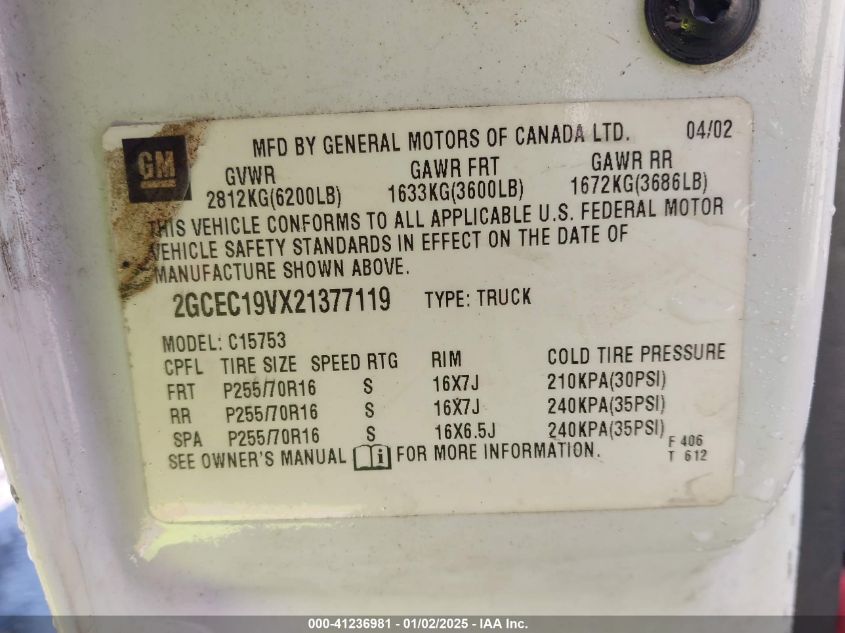 GM
MFD BY GENERAL MOTORS OF CANADA LTD. 04/02
GVWR GAWR FRT GAWR RR
2812KG(6200LB) 1633KG(3600LB) 1672KG(3686LB)
THIS VEHICLE CONFORMS TO ALL APPLICABLE U.S. FEDERAL MOTOR
VEHICLE SAFETY STANDARDS IN EFFECT ON THE DATE OF
MANUFACTURE SHOWN ABOVE.
2GCEC19VX21377119 TYPE: TRUCK
MODEL: C15753
CPFL TIRE SIZE SPEED RTG RIM COLD TIRE PRESSURE
FRT P255/70R16 S 16X7J 210KPA(30PSI)
RR P255/70R16 S 16X7J 240KPA(35PSI)
SPA P255/70R16 S 16X6.5J 240KPA(35PSI) F 406
SEE OWNER'S MANUAL i FOR MORE INFORMATION. T 612
000-41236981 - 01/02/2025 - IAA Inc.